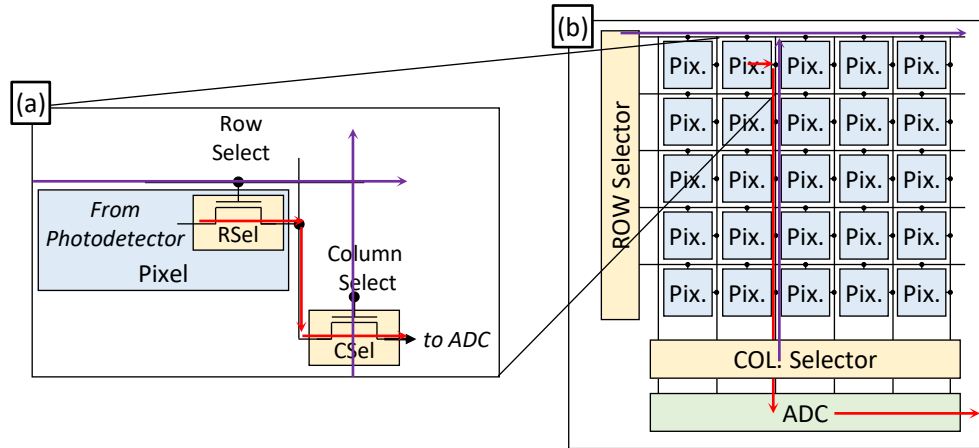 (a)
Row
Select
From
Photodetector
RSel
Pixel
Column
Select
CSel
to ADC
(b)
ROW Selector
Pix. Pix. Pix. Pix. Pix.
Pix. Pix. Pix. Pix. Pix.
Pix. Pix. Pix. Pix. Pix.
Pix. Pix. Pix. Pix. Pix.
Pix. Pix. Pix. Pix. Pix.
COL. Selector
ADC